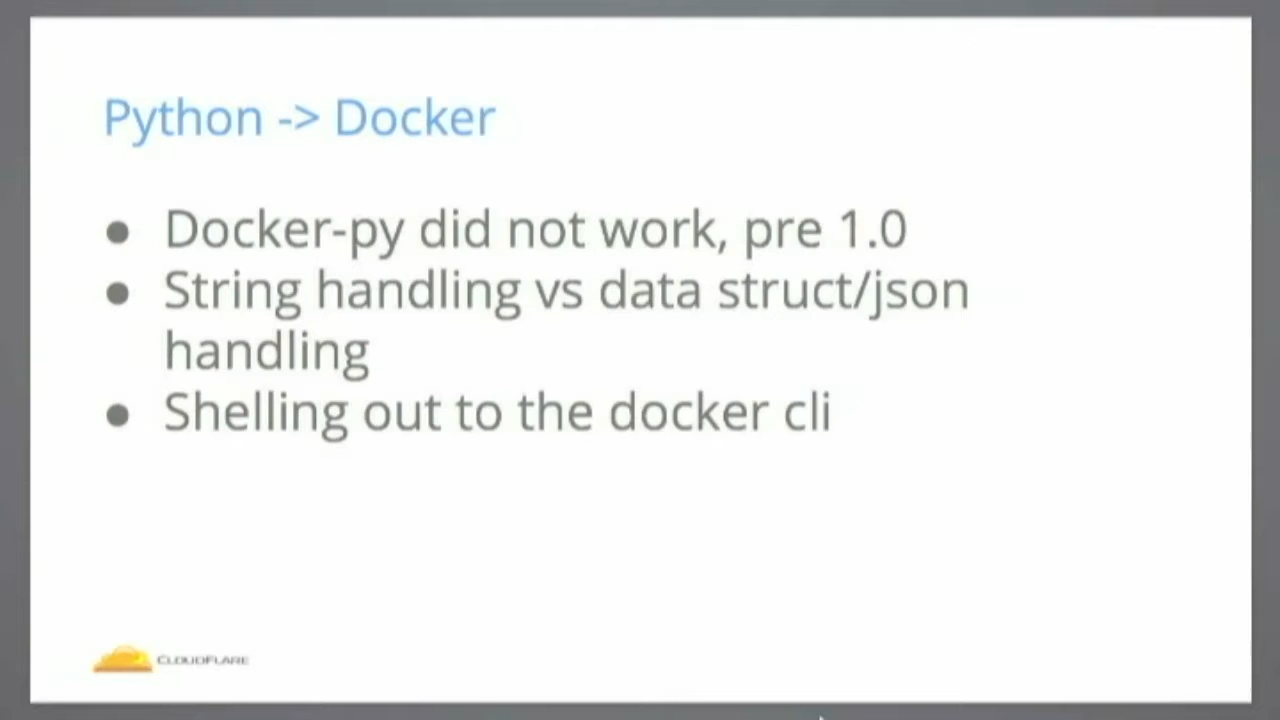 Python -> Docker
● Docker-py did not work, pre 1.0
● String handling vs data struct/json
handling
● Shelling out to the docker cli
CLOUDFLARE